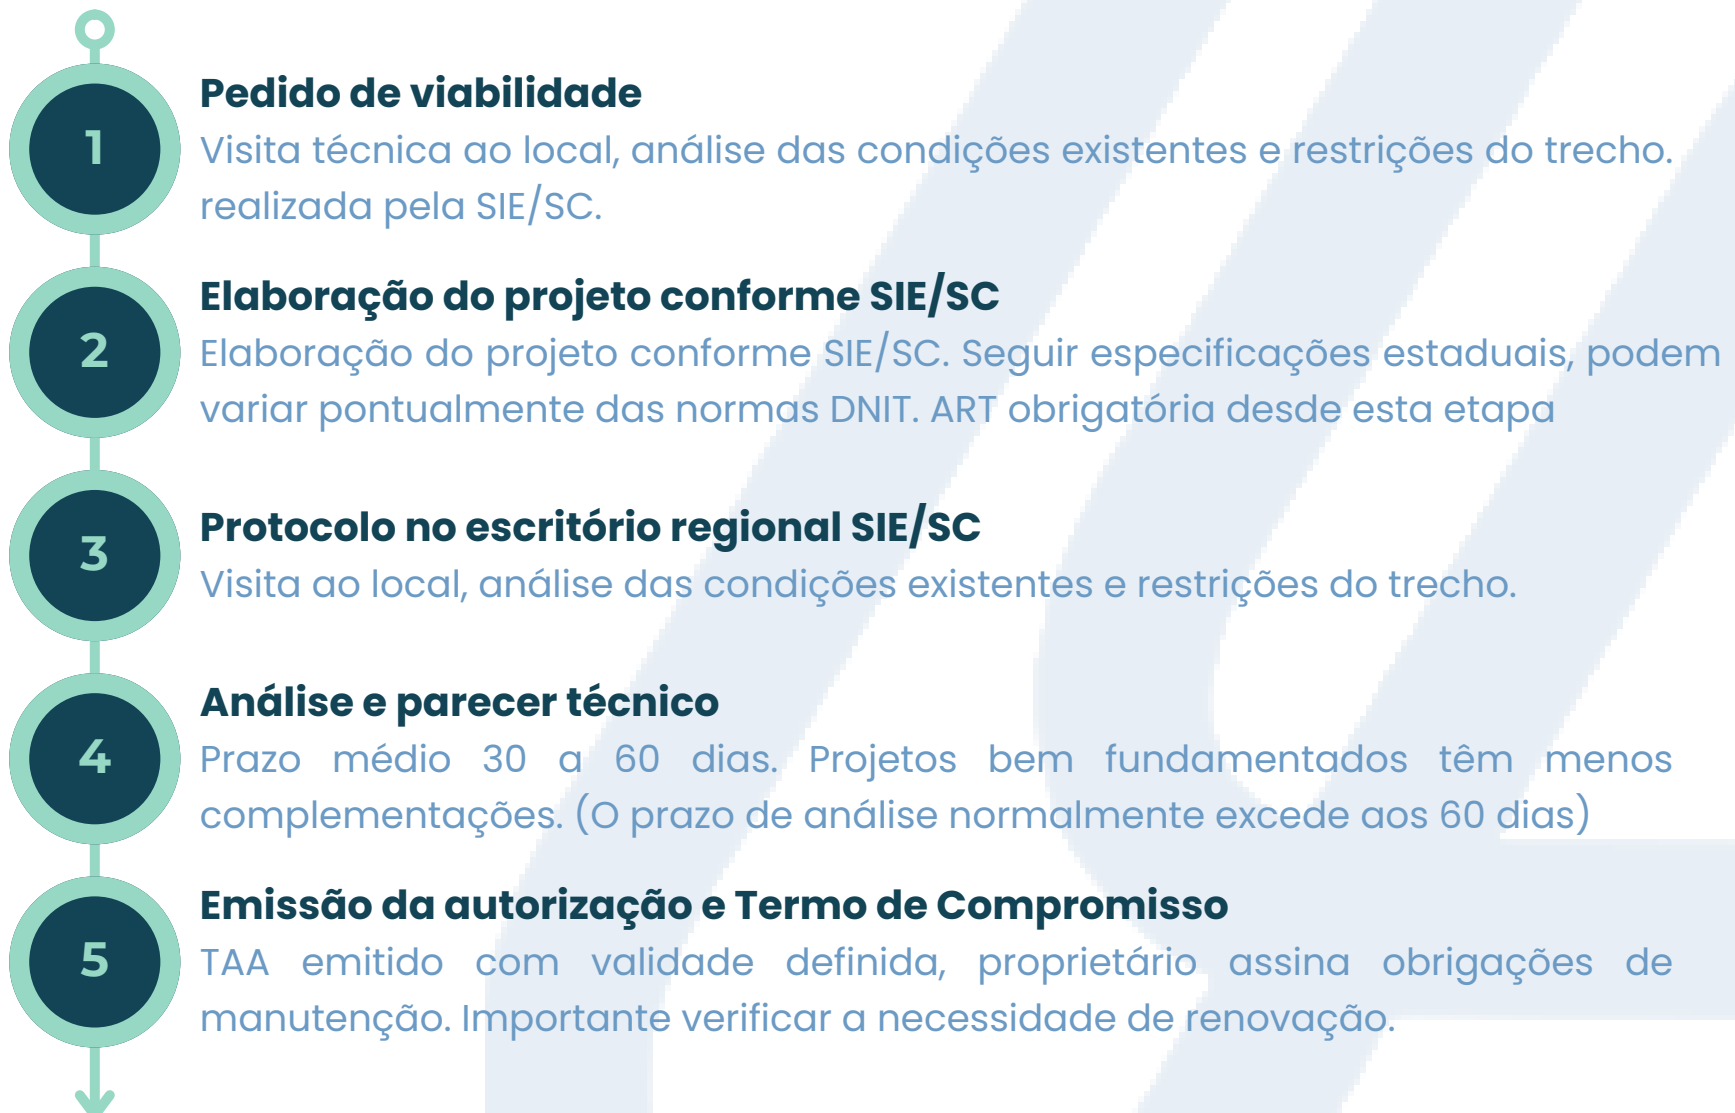 1
Pedido de viabilidade
Visita técnica ao local, análise das condições existentes e restrições do trecho.
realizada pela SIE/SC.
2
Elaboração do projeto conforme SIE/SC
Elaboração do projeto conforme SIE/SC. Seguir especificações estaduais, podem
variar pontualmente das normas DNIT. ART obrigatória desde esta etapa
3
Protocolo no escritório regional SIE/SC
Visita ao local, análise das condições existentes e restrições do trecho.
4
Análise e parecer técnico
Prazo médio 30 a 60 dias. Projetos bem fundamentados têm menos
complementações. (O prazo de análise normalmente excede aos 60 dias)
5
Emissão da autorização e Termo de Compromisso
TAA emitido com validade definida, proprietário assina obrigações de
manutenção. Importante verificar a necessidade de renovação.